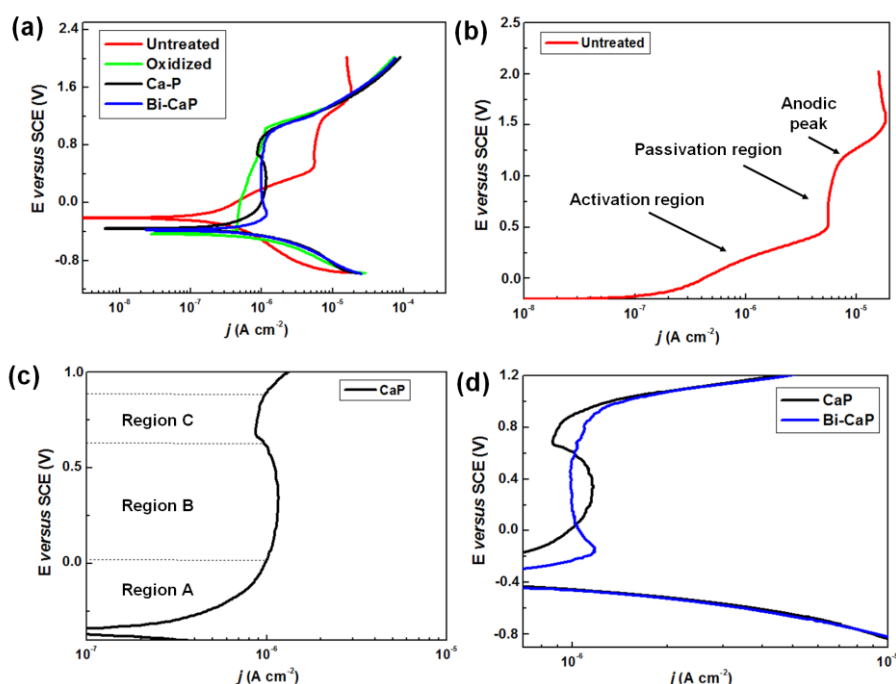 (a)
Untreated
Oxidized
Ca-P
Bi-CaP
E versus SCE (V)
2.4
1.6
0.8
0.0
-0.8
10⁻⁸
10⁻⁷
10⁻⁶
10⁻⁵
10⁻⁴
j (A cm⁻²)
(b)
Untreated
Anodic
peak
Passivation region
Activation region
E versus SCE (V)
2.5
2.0
1.5
1.0
0.5
0.0
10⁻⁸
10⁻⁷
10⁻⁶
10⁻⁵
j (A cm⁻²)
(c)
CaP
Region C
Region B
Region A
E versus SCE (V)
1.0
0.5
0.0
10⁻⁷
10⁻⁶
10⁻⁵
j (A cm⁻²)
(d)
CaP
Bi-CaP
E versus SCE (V)
1.2
0.8
0.4
0.0
-0.4
-0.8
10⁻⁶
10⁻⁵
j (A cm⁻²)